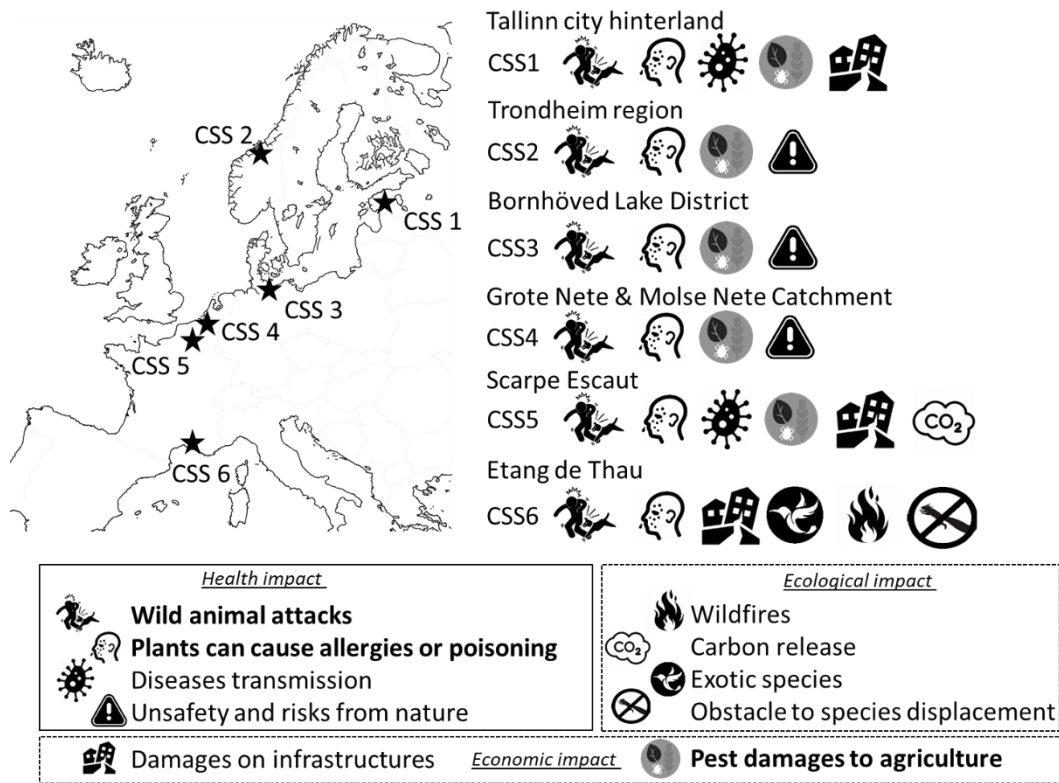 CSS 2
CSS 1
CSS 3
CSS 4
CSS 5
CSS 6
Tallinn city hinterland
CSS1
Trondheim region
CSS2
Bornhöved Lake District
CSS3
Grote Nete & Molse Nete Catchment
CSS4
Scarpe Escaut
CSS5
CO2
Etang de Thau
CSS6
Health impact
Wild animal attacks
Plants can cause allergies or poisoning
Diseases transmission
Unsafety and risks from nature
Ecological impact
Wildfires
CO2 Carbon release
Exotic species
Obstacle to species displacement
Damages on infrastructures
Economic impact
Pest damages to agriculture